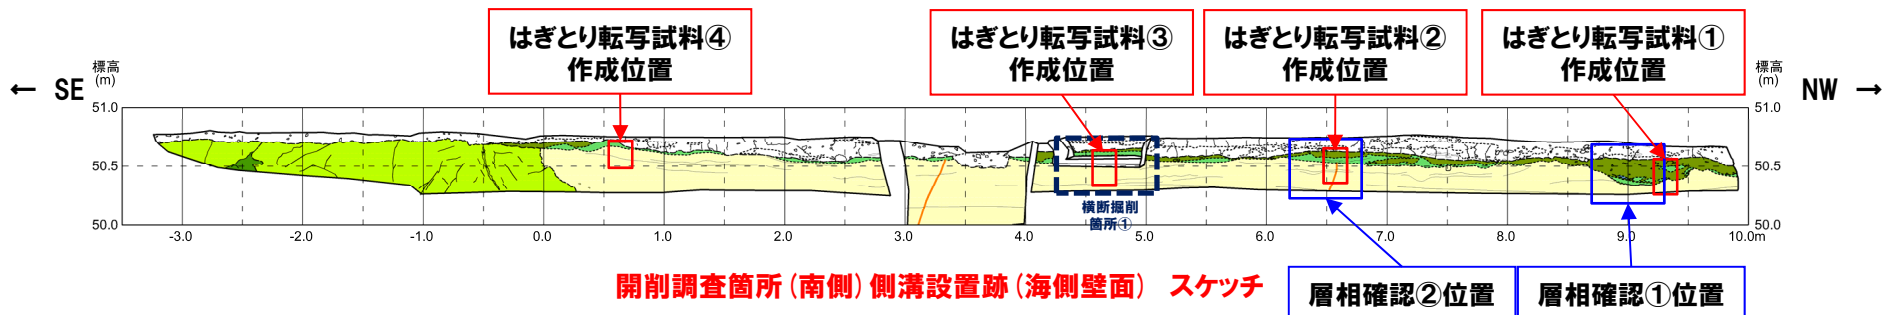 はぎとり転写試料④
作成位置
はぎとり転写試料③
作成位置
はぎとり転写試料②
作成位置
はぎとり転写試料①
作成位置
← SE
標高
(m)
標高
(m)
NW →
51.0
51.0
50.5
50.5
50.0
50.0
横断掘削
箇所①
-3.0 -2.0 -1.0 0.0 1.0 2.0 3.0 4.0 5.0 6.0 7.0 8.0 9.0 10.0m
開削調査箇所(南側)側溝設置跡(海側壁面) スケッチ
層相確認②位置
層相確認①位置